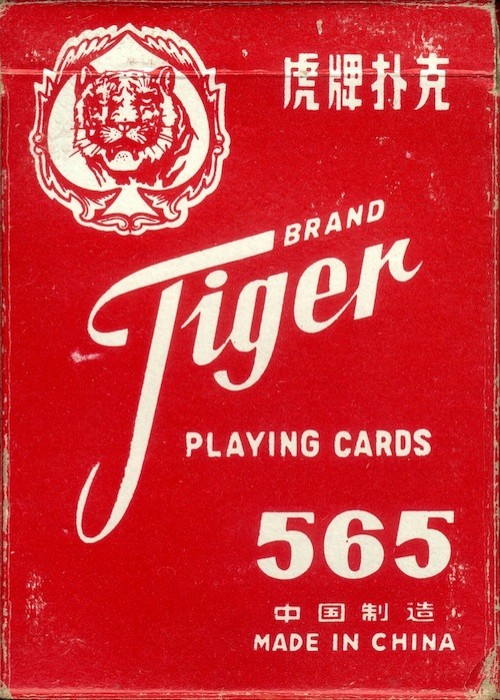 虎牌扑克
BRAND
Tiger
PLAYING CARDS
565
中国制造
MADE IN CHINA